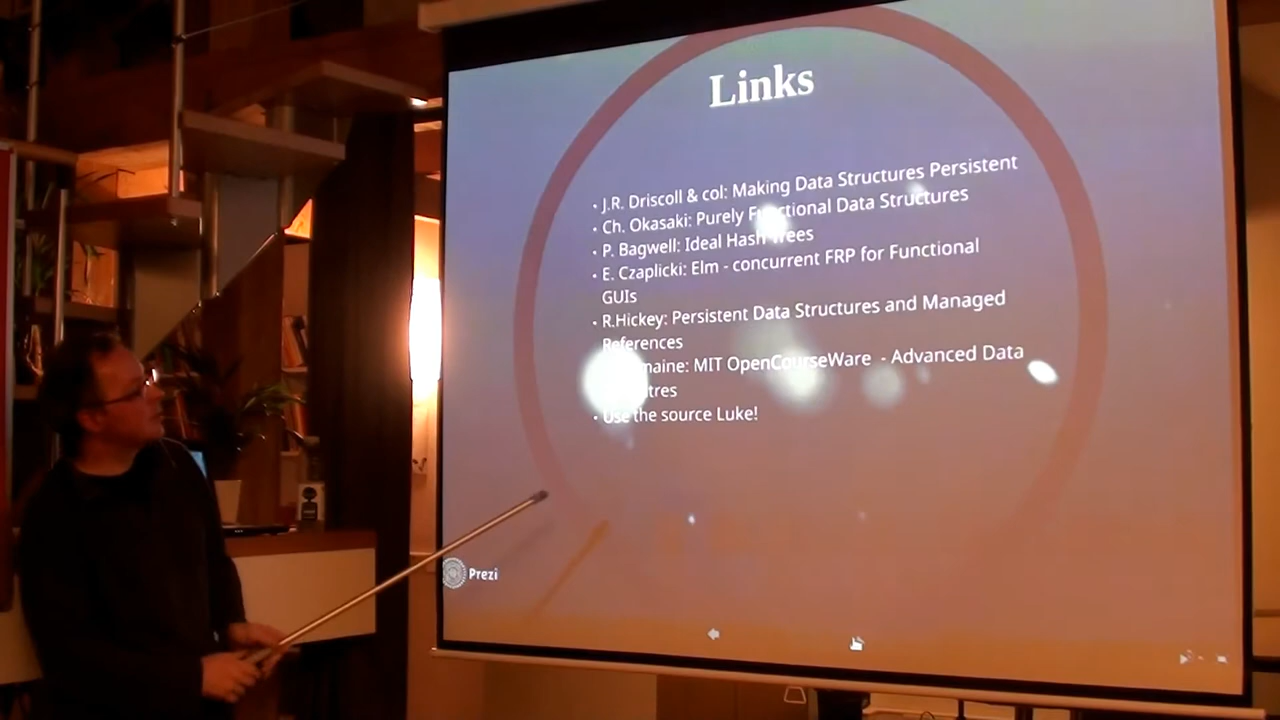 Links
• J.R. Driscoll & col: Making Data Structures Persistent
• Ch. Okasaki: Purely Functional Data Structures
• P. Bagwell: Ideal Hash Trees
• E. Czaplicki: Elm - concurrent FRP for Functional
GUIs
• R.Hickey: Persistent Data Structures and Managed
References
maine: MIT OpenCourseWare - Advanced Data
tres
• Use the source Luke!
Prezi